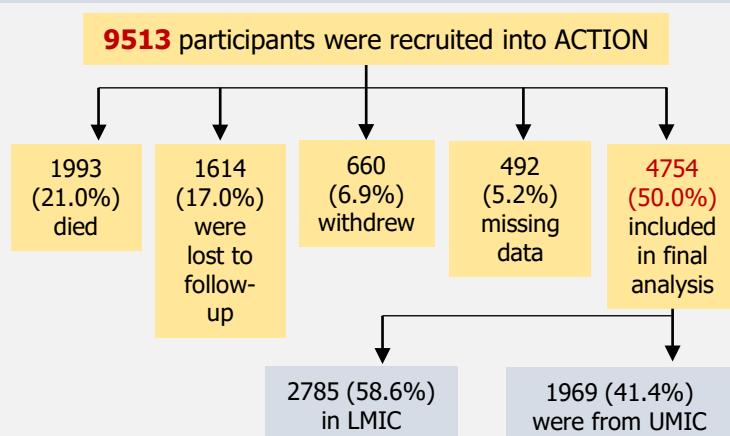 9513 participants were recruited into ACTION
1993
(21.0%)
died
1614
(17.0%)
were
lost to
follow-
up
660
(6.9%)
withdrew
492
(5.2%)
missing
data
4754
(50.0%)
included
in final
analysis
2785 (58.6%)
in LMIC
1969 (41.4%)
were from UMIC